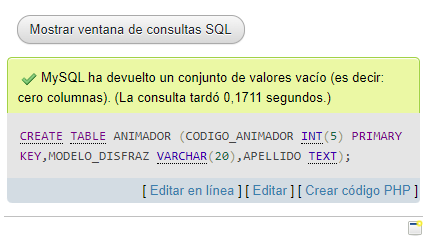 Mostrar ventana de consultas SQL
MySQL ha devuelto un conjunto de valores vacío (es decir:
cero columnas). (La consulta tardó 0,1711 segundos.)
CREATE TABLE ANIMADOR (CODIGO_ANIMADOR INT(5) PRIMARY
KEY,MODELO_DISFRAZ VARCHAR(20),APELLIDO TEXT);
[ Editar en línea ] [ Editar ] [ Crear código PHP ]